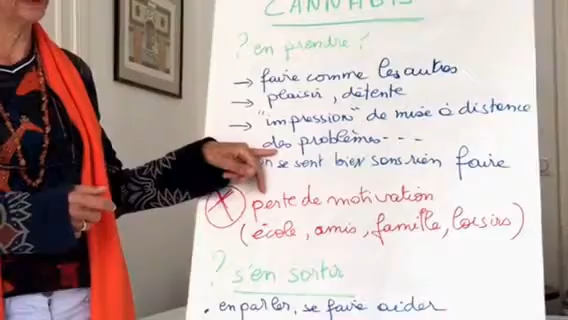 CANNABIS
? en prendre ?
→ faire comme les autres
→ plaisir, détente
→ "impression" de mise à distance
des problèmes - - -
n se sent bien sans rien faire
X perte de motivation
(école, amis, famille, loisirs)
? s'en sortir
. en parler, se faire aider